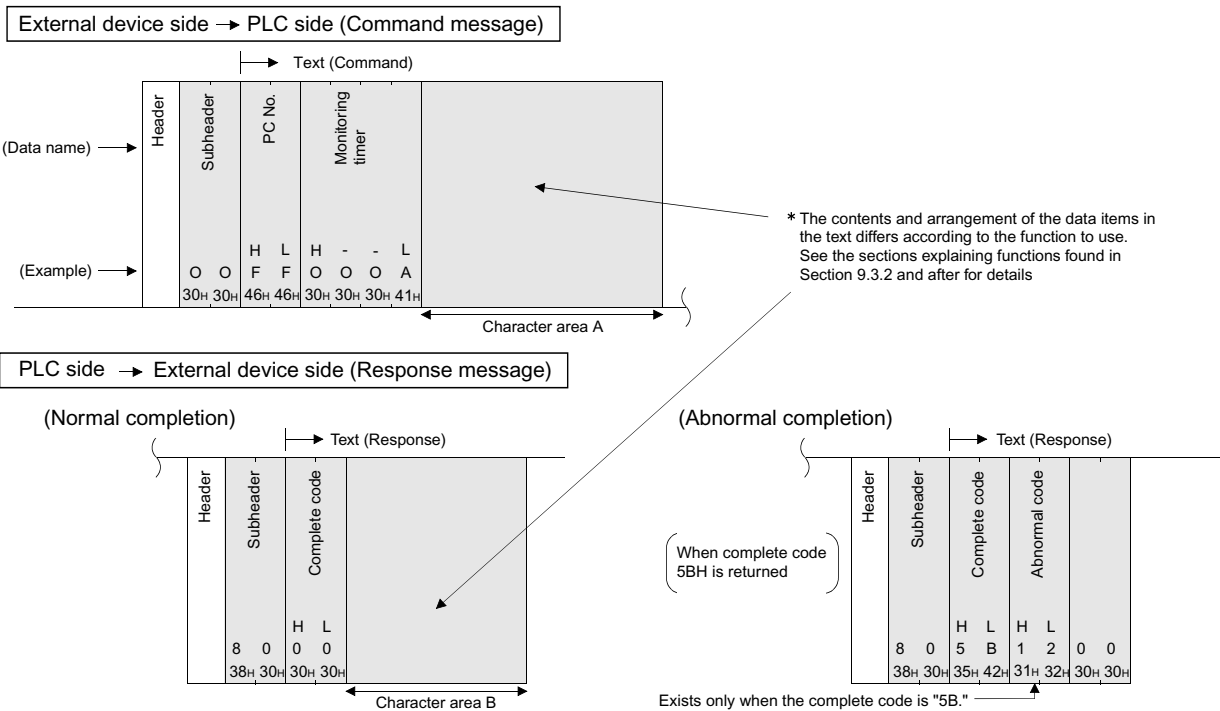 External device side → PLC side (Command message)
Text (Command)
(Data name)
Header
Subheader
PC No.
Monitoring
timer
H L H - - L
(Example)
O O F F O O O A
30H 30H 46H 46H 30H 30H 30H 41H
Character area A
* The contents and arrangement of the data items in
the text differs according to the function to use.
See the sections explaining functions found in
Section 9.3.2 and after for details
PLC side → External device side (Response message)
(Normal completion)
Text (Response)
Header
Subheader
Complete code
H L
8 0 0 0
38H 30H 30H 30H
Character area B
(Abnormal completion)
Text (Response)
When complete code
5BH is returned
Header
Subheader
Complete code
Abnormal code
H L H L
8 0 5 B 1 2 0 0
38H 30H 35H 42H 31H 32H 30H 30H
Exists only when the complete code is "5B."